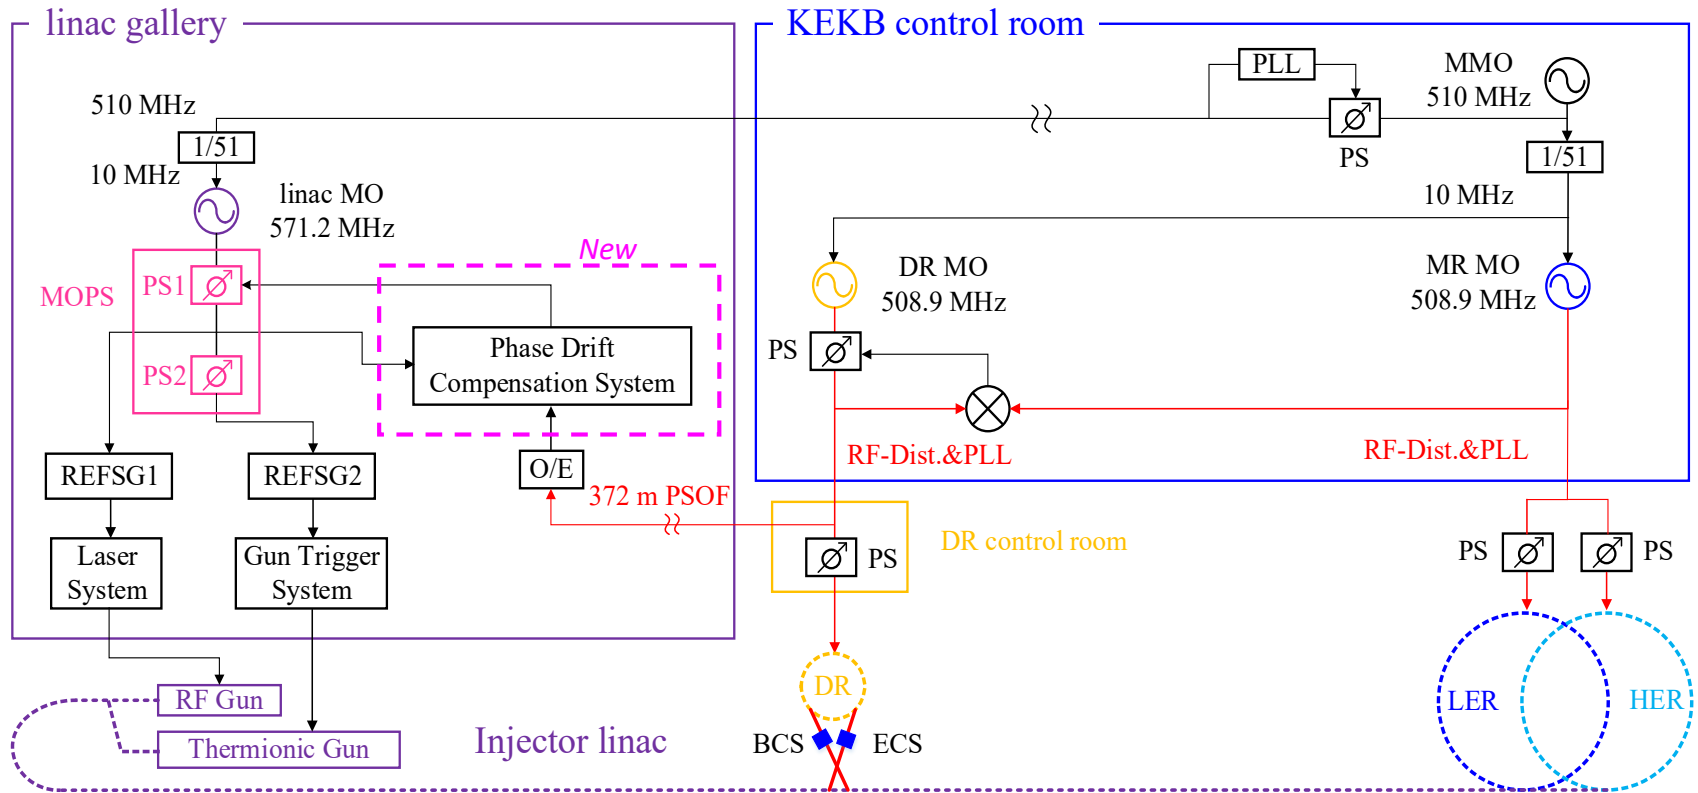 linac gallery
KEKB control room
PLL
MMO
510 MHz
PS
1/51
10 MHz
510 MHz
1/51
10 MHz
linac MO
571.2 MHz
New
MOPS
PS1
PS2
Phase Drift
Compensation System
DR MO
508.9 MHz
PS
MR MO
508.9 MHz
RF-Dist.&PLL
RF-Dist.&PLL
REFSG1
REFSG2
O/E
372 m PSOF
Laser
System
Gun Trigger
System
PS
DR control room
PS
PS
RF Gun
Thermionic Gun
Injector linac
DR
BCS
ECS
LER
HER